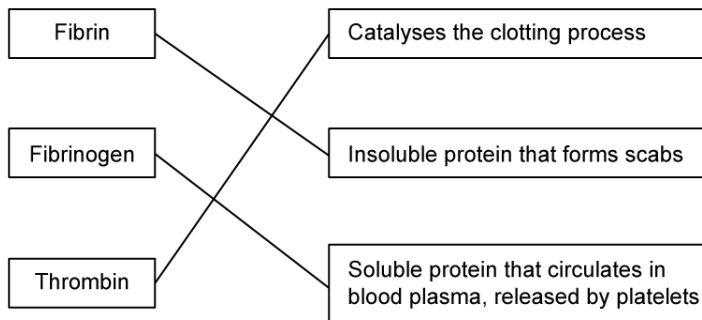 Fibrin
Catalyses the clotting process
Fibrinogen
Insoluble protein that forms scabs
Thrombin
Soluble protein that circulates in
blood plasma, released by platelets